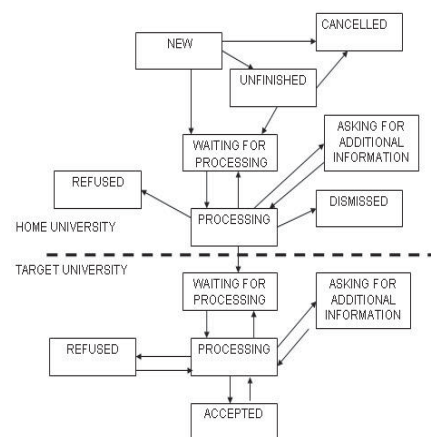 CANCELLED
NEW
UNFINISHED
WAITING FOR
PROCESSING
ASKING FOR
ADDITIONAL
INFORMATION
REFUSED
DISMISSED
PROCESSING
HOME UNIVERSITY
TARGET UNIVERSITY
WAITING FOR
PROCESSING
ASKING FOR
ADDITIONAL
INFORMATION
REFUSED
PROCESSING
ACCEPTED